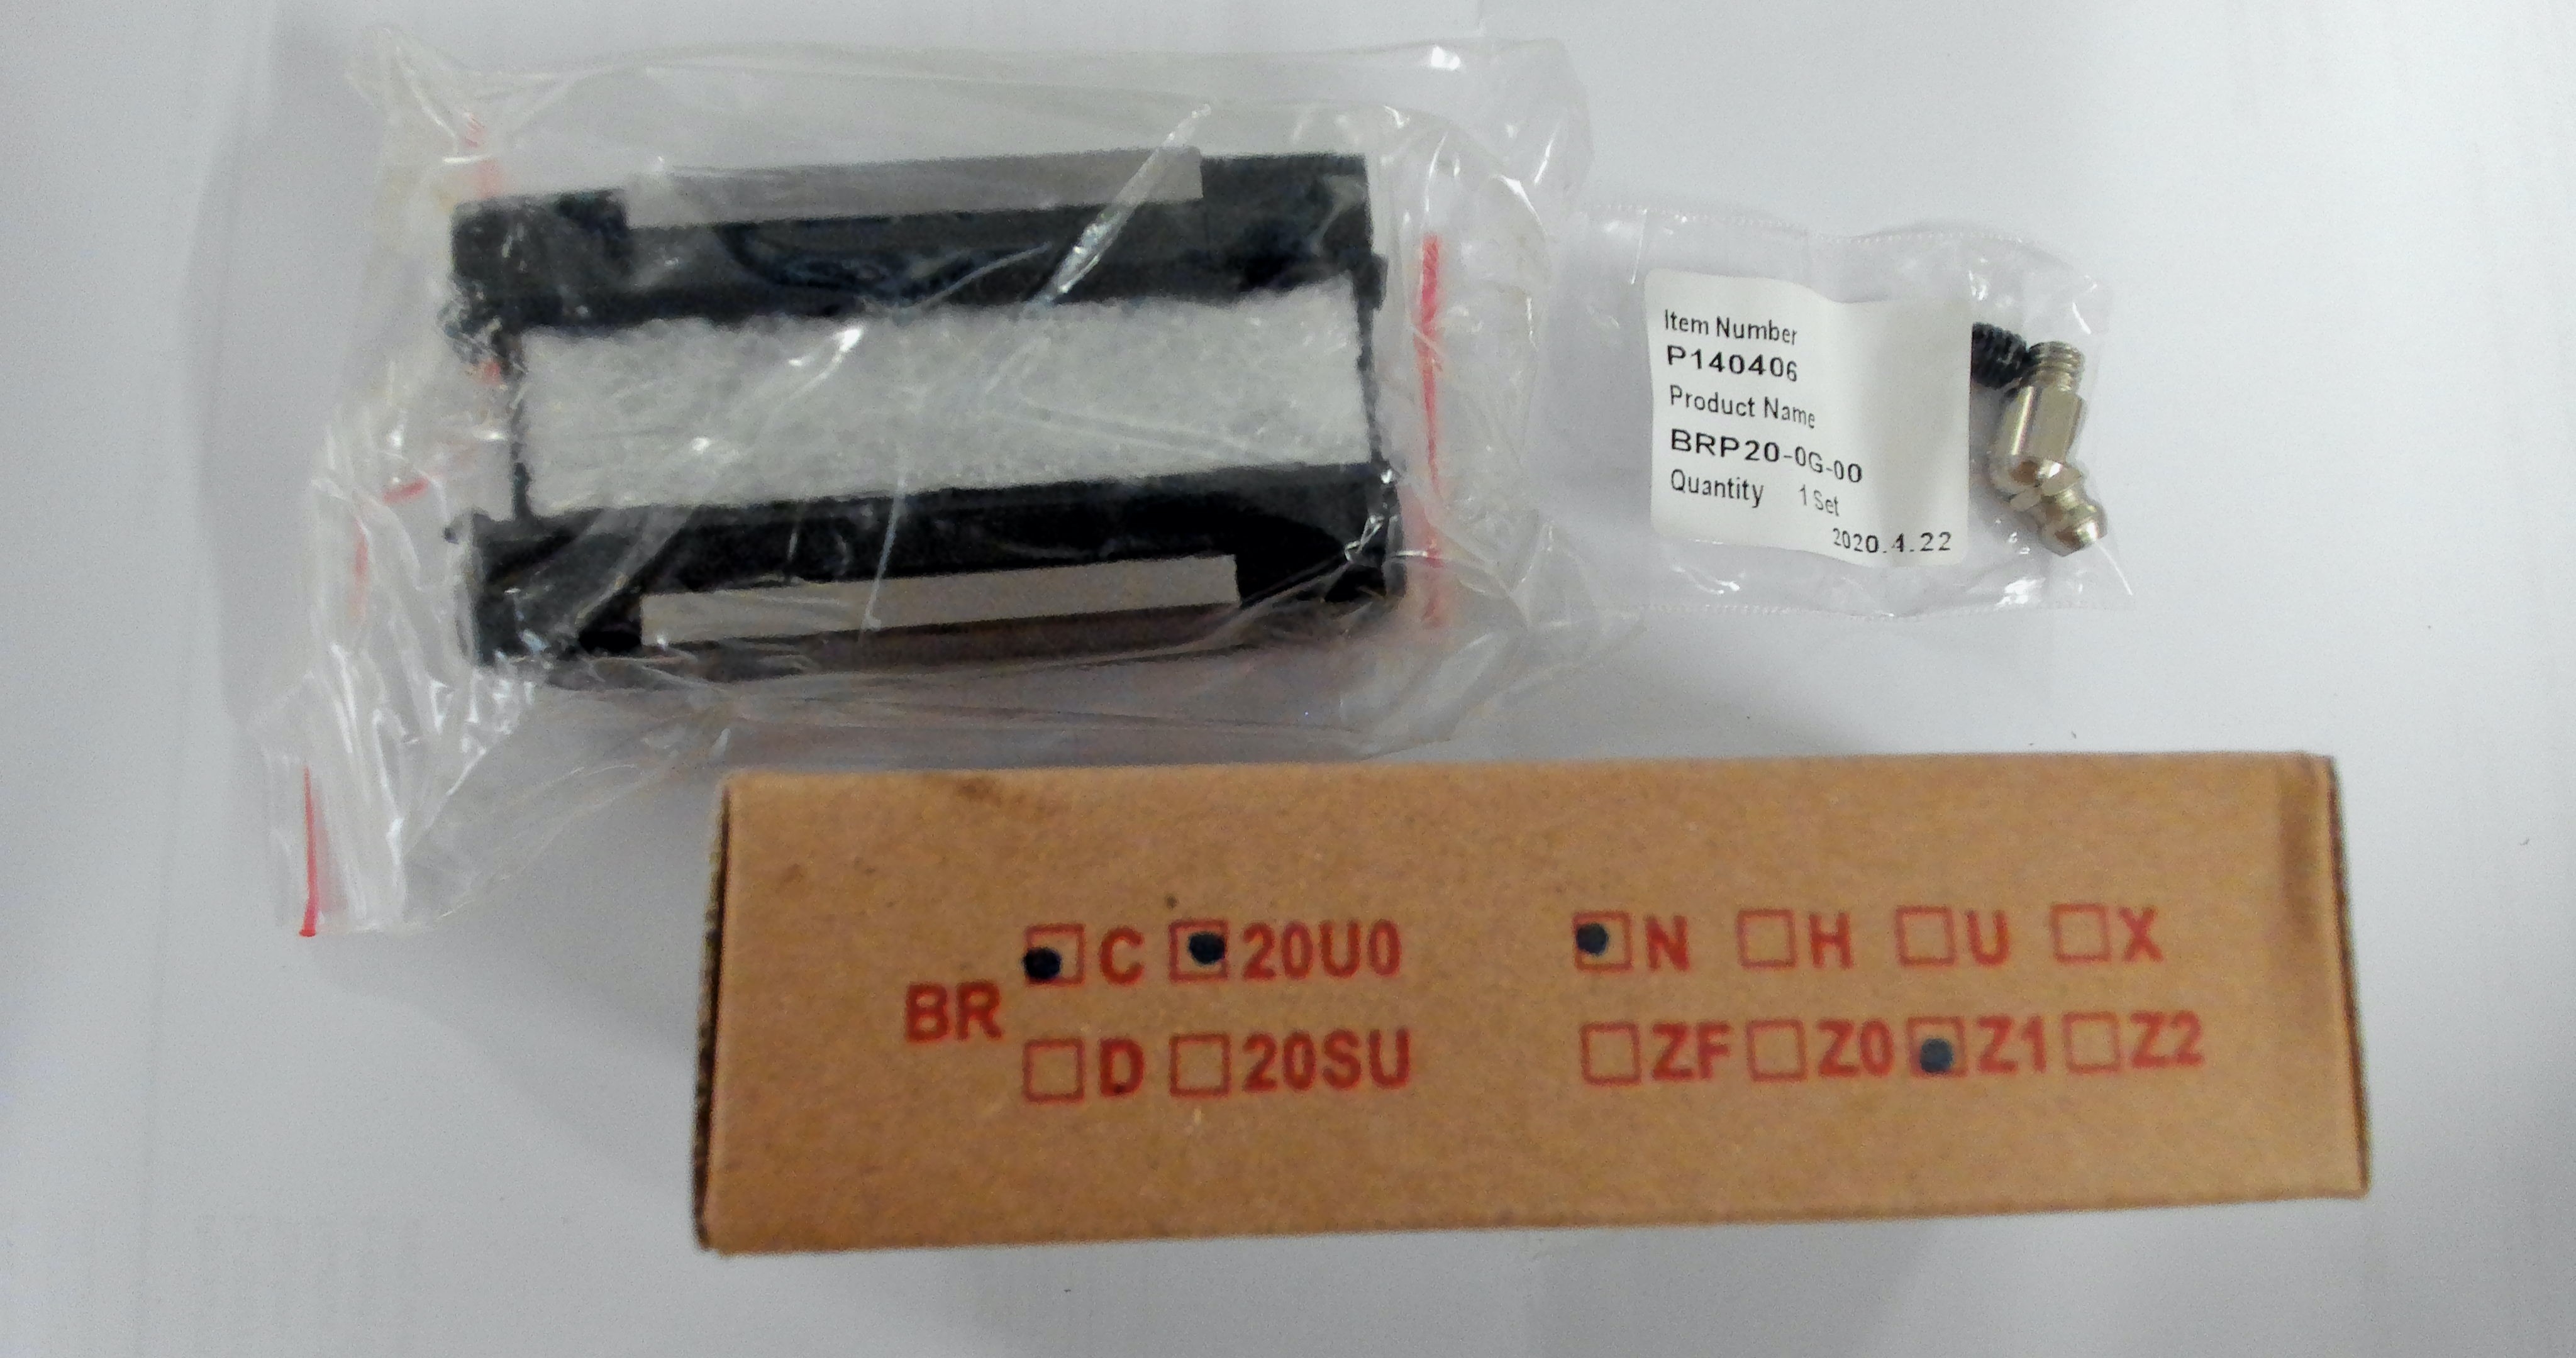 Item Number
P140406
Product Name
BRP20-0G-00
Quantity 1 Set
2020.4.22
BR
C 20U0
D 20SU
N H U X
ZF Z0 Z1 Z2